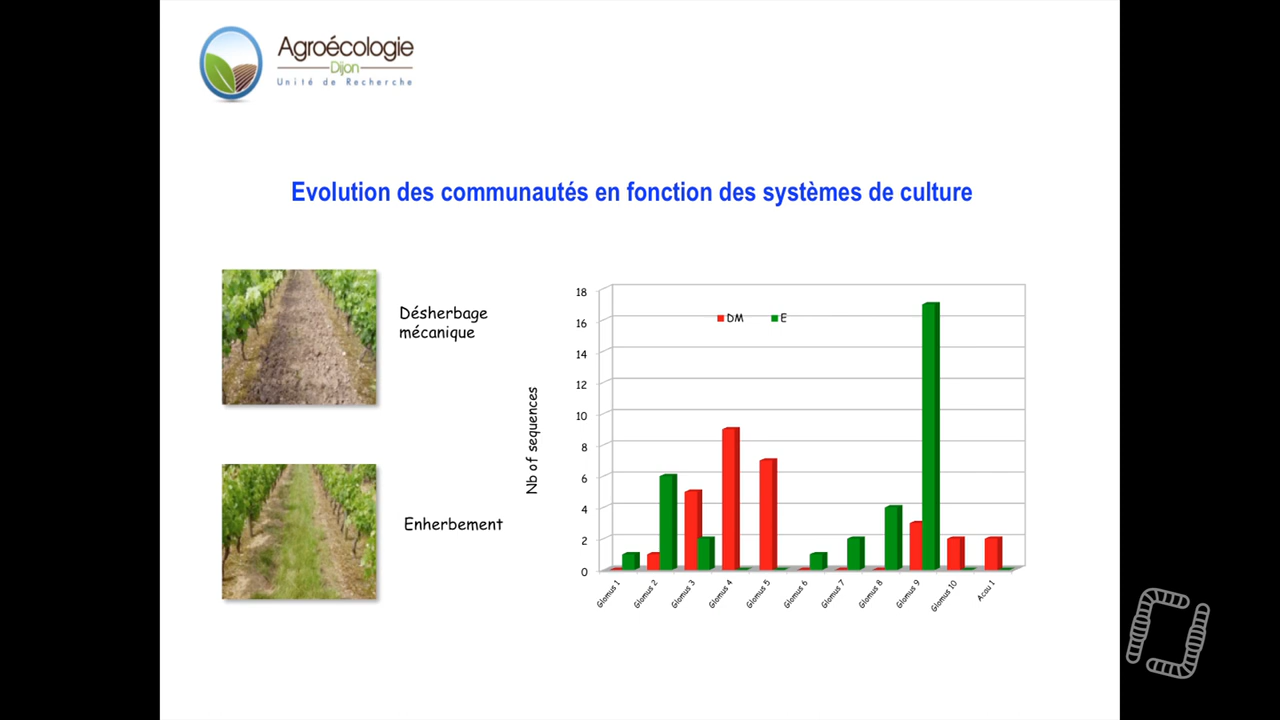 Agroécologie
Dijon
Unité de Recherche
Evolution des communautés en fonction des systèmes de culture
Désherbage
mécanique
Enherbement
Nb of sequences
18
16
14
12
10
8
6
4
2
0
DM
E
Glomus 1
Glomus 2
Glomus 3
Glomus 4
Glomus 5
Glomus 6
Glomus 7
Glomus 8
Glomus 9
Glomus 10
Acau 1